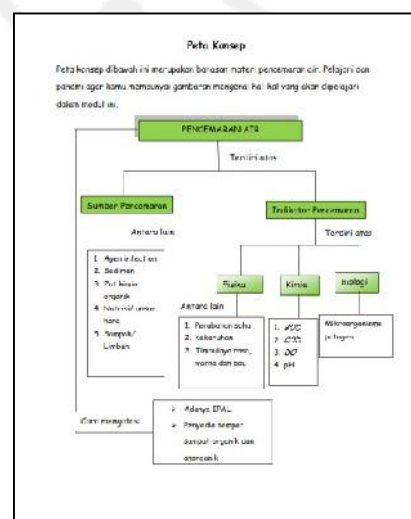 Peta Konsep
Peta konsep dibawah ini merupakan bahasan materi pencemaran air. Pelajari dan
pahami agar kamu mempunyai gambaran mengenai hal hal yang akan dipelajari
dalam modul ini.
PENCEMARAN AIR
Terdiri atas
Sumber Pencemaran
Indikator Pencemaran
Antara lain
Terdiri atas
1. Agen infection
2. Sedimen
3. Zat kimia
organik
4. Nutrisi/ unsur
hara
5. Sampah/
Limbah
Fisika
Kimia
Biologi
Antara lain
1. Perubahan suhu
2. Kekeruhan
3. Timbulnya rasa,
warna dan bau
1.
2.
3. DO
4. pH
Mikroorganisme
patogen
Cara mengatasi
➢ Adanya IPAL
➢ Penyedia tempat
sampah organik dan
anorganik